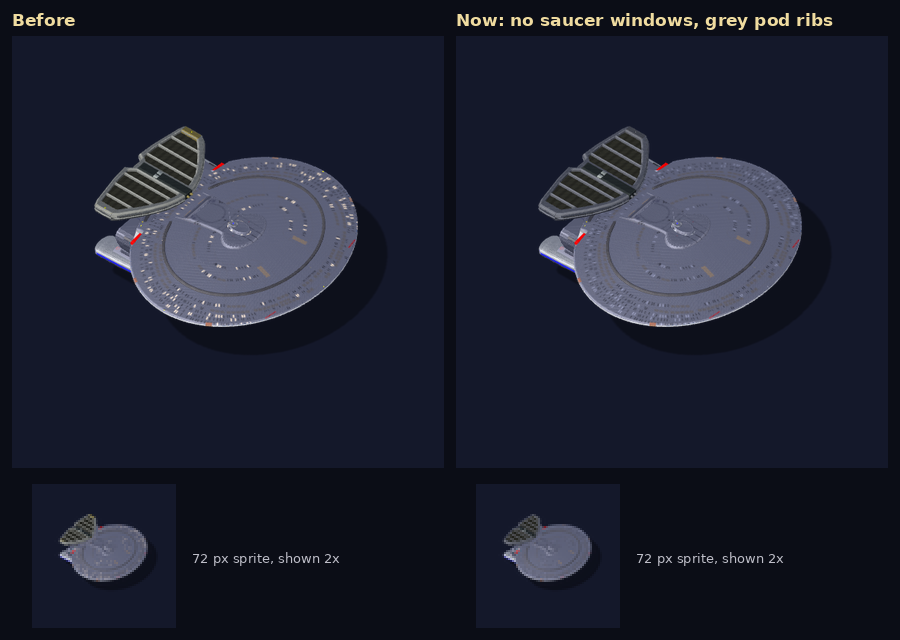 Before
Now: no saucer windows, grey pod ribs
72 px sprite, shown 2x
72 px sprite, shown 2x